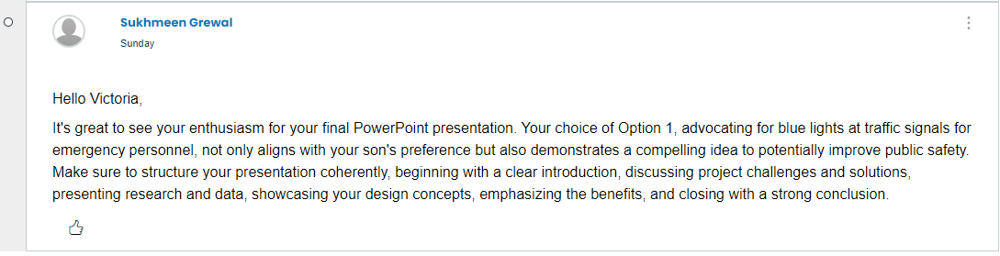 Sukhmeen Grewal
Sunday
Hello Victoria,
It's great to see your enthusiasm for your final PowerPoint presentation. Your choice of Option 1, advocating for blue lights at traffic signals for
emergency personnel, not only aligns with your son's preference but also demonstrates a compelling idea to potentially improve public safety.
Make sure to structure your presentation coherently, beginning with a clear introduction, discussing project challenges and solutions,
presenting research and data, showcasing your design concepts, emphasizing the benefits, and closing with a strong conclusion.